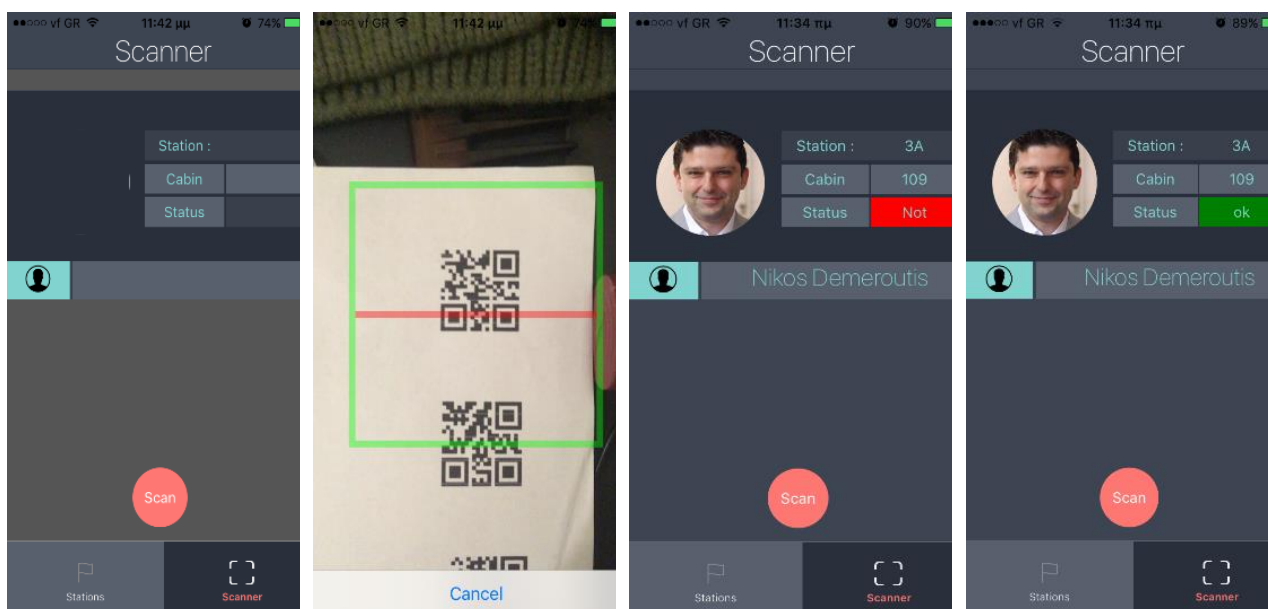 ●●○○○ vf GR 11:42 μμ 74%
Scanner
Station :
Cabin
Status
Scan
Stations
Scanner
●●○○○ vf GR 11:42 μμ 74%
Cancel
●●○○○ vf GR 11:34 πμ 90%
Scanner
Station : 3A
Cabin 109
Status Not
Nikos Demeroutis
Scan
Stations
Scanner
●●●○○ vf GR 11:34 πμ 89%
Scanner
Station : 3A
Cabin 109
Status ok
Nikos Demeroutis
Scan
Stations
Scanner